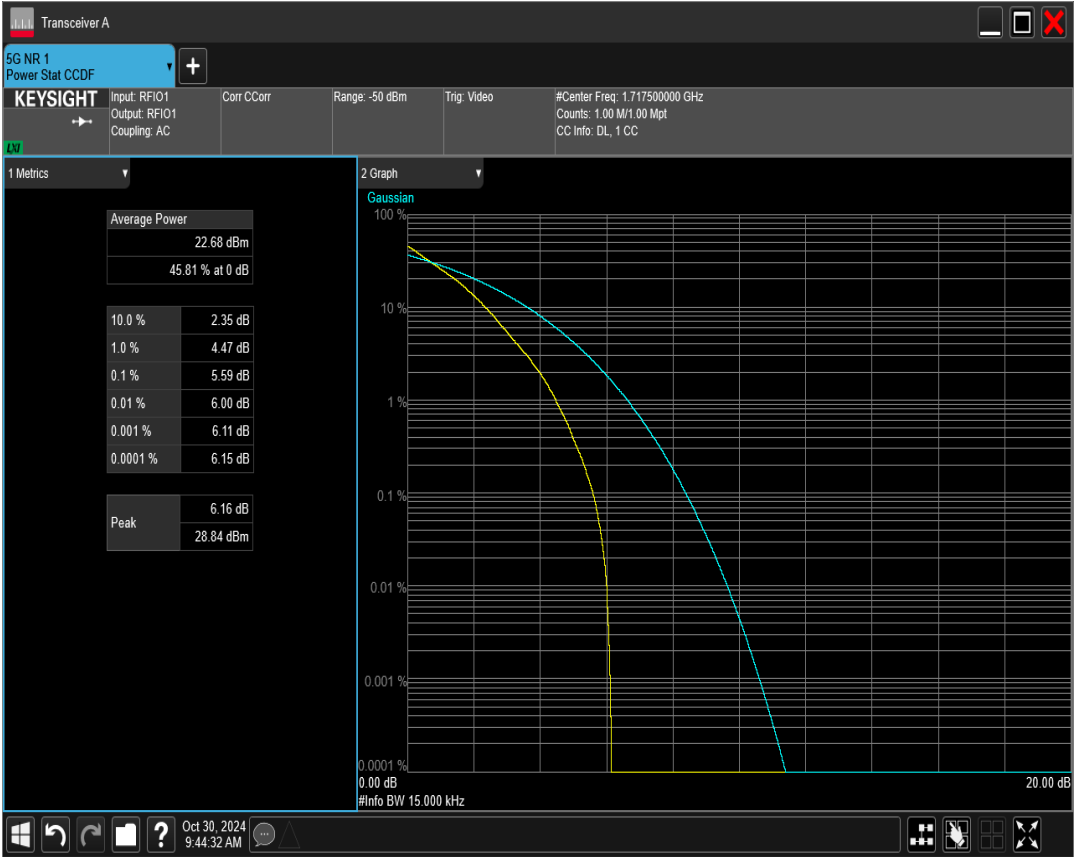 Transceiver A
5G NR 1
Power Stat CCDF
+
KEYSIGHT
LXI
Input: RFIO1
Output: RFIO1
Coupling: AC
Corr CCorr
Range: -50 dBm
Trig: Video
#Center Freq: 1.717500000 GHz
Counts: 1.00 M/1.00 Mpt
CC Info: DL, 1 CC
1 Metrics
Average Power
22.68 dBm
45.81 % at 0 dB
10.0 % 2.35 dB
1.0 % 4.47 dB
0.1 % 5.59 dB
0.01 % 6.00 dB
0.001 % 6.11 dB
0.0001 % 6.15 dB
Peak 6.16 dB
28.84 dBm
2 Graph
Gaussian
100 %
10 %
1 %
0.1 %
0.01 %
0.001 %
0.0001 %
0.00 dB 20.00 dB
#Info BW 15.000 kHz
?
Oct 30, 2024
9:44:32 AM